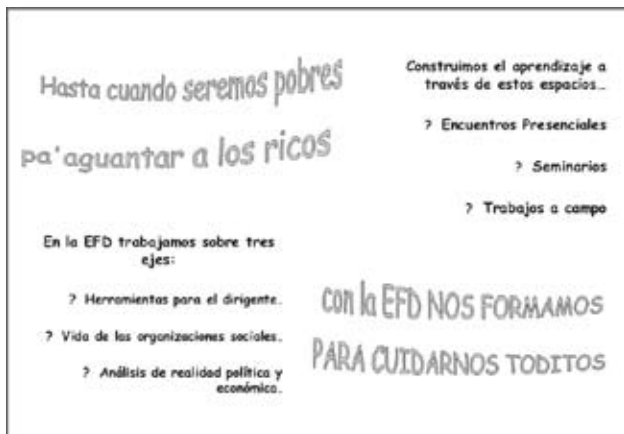 Hasta cuando seremos pobres
pa'aguantar a los ricos
En la EFD trabajamos sobre tres
ejes:
? Herramientas para el dirigente.
? Vida de las organizaciones sociales.
? Análisis de realidad política y
económica.
Construimos el aprendizaje a
través de estos espacios...
? Encuentros Presenciales
? Seminarios
? Trabajos a campo
con la EFD NOS FORMAMOS
PARA CUIDARNOS TODITOS